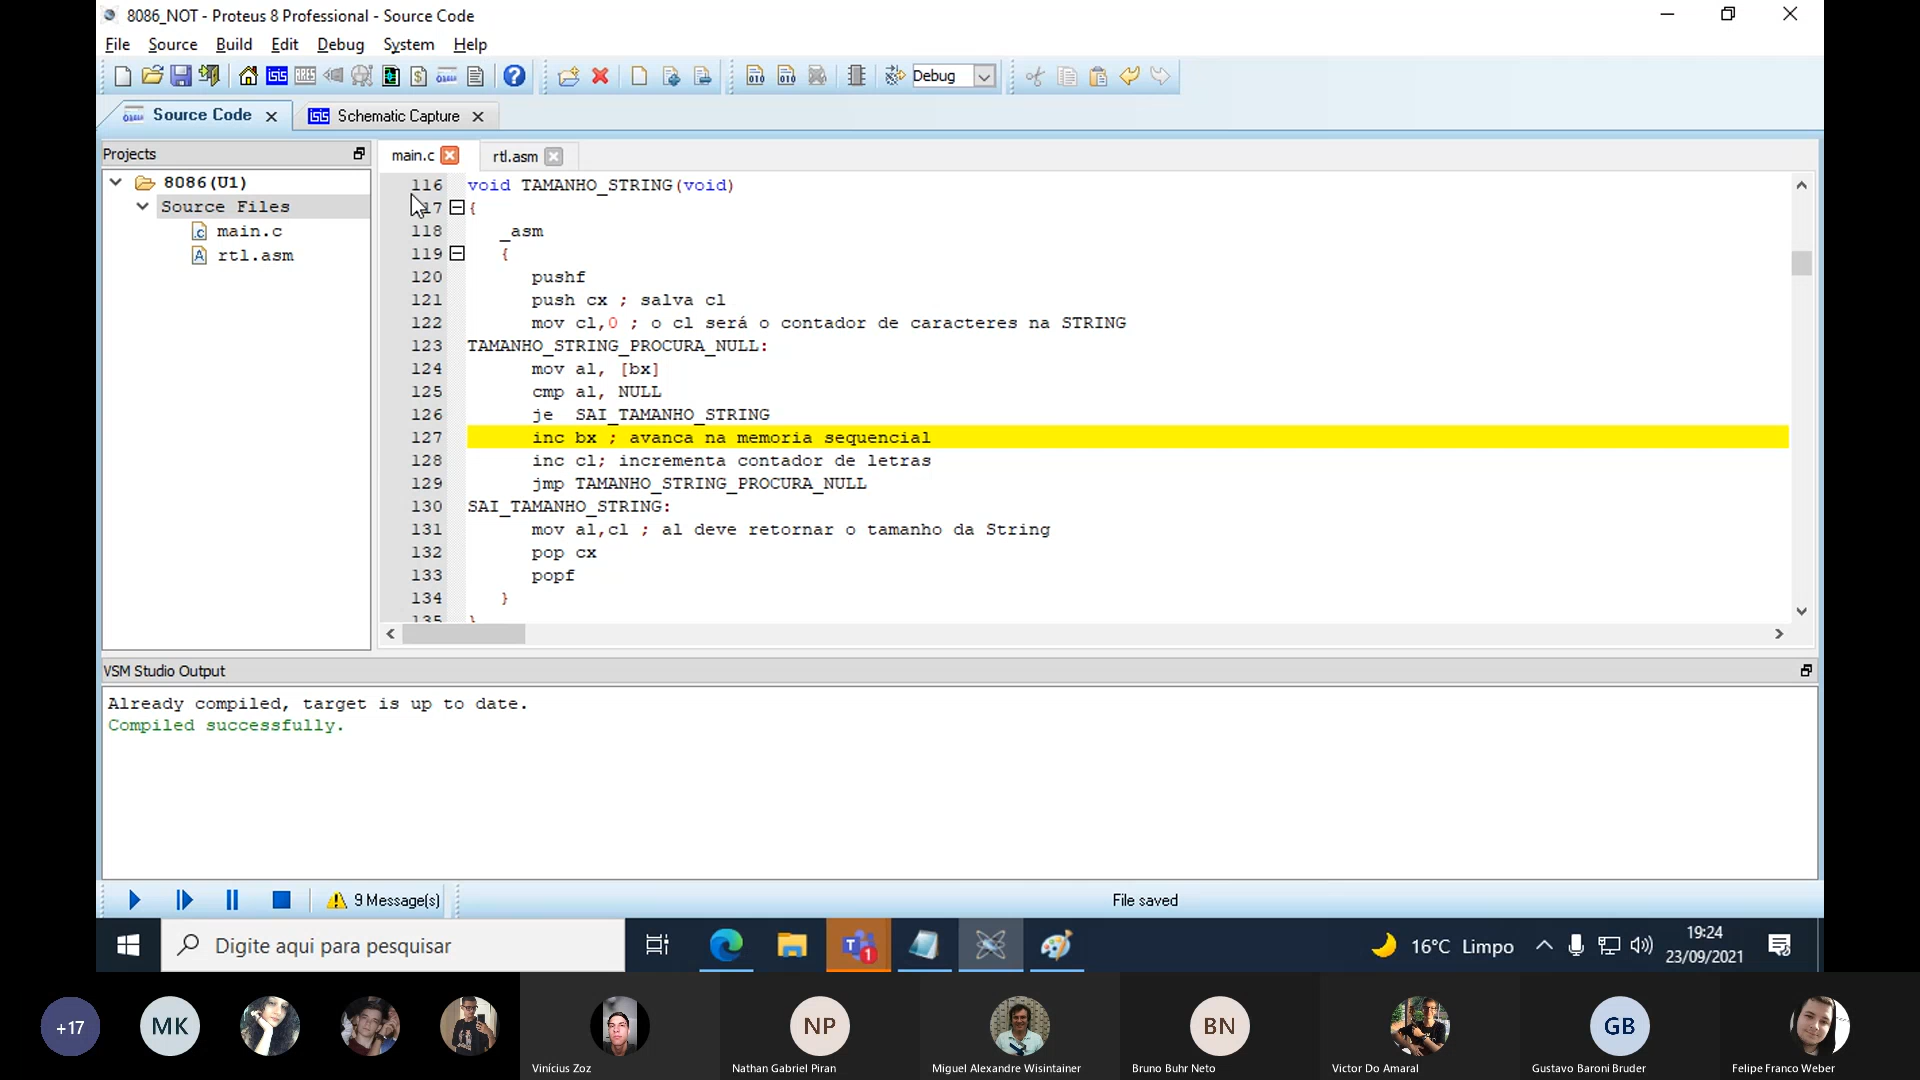 8086_NOT - Proteus 8 Professional - Source Code
File Source Build Edit Debug System Help
Debug
Source Code
Schematic Capture
Projects
main.c
rtl.asm
8086(U1)
Source Files
main.c
rtl.asm
116 void TAMANHO_STRING(void)
17 {
118 _asm
119 {
120 pushf
121 push cx ; salva cl
122 mov cl,0 ; o cl será o contador de caracteres na STRING
123 TAMANHO_STRING_PROCURA_NULL:
124 mov al, [bx]
125 cmp al, NULL
126 je SAI_TAMANHO_STRING
127 inc bx ; avanca na memoria sequencial
128 inc cl; incrementa contador de letras
129 jmp TAMANHO_STRING_PROCURA_NULL
130 SAI_TAMANHO_STRING:
131 mov al,cl ; al deve retornar o tamanho da String
132 pop cx
133 popf
134 }
135 }
VSM Studio Output
Already compiled, target is up to date.
Compiled successfully.
9 Message(s)
File saved
Digite aqui para pesquisar
1
16°C Limpo
19:24
23/09/2021
+17
MK
NP
BN
GB
Vinícius Zoz
Nathan Gabriel Piran
Miguel Alexandre Wisintainer
Bruno Buhr Neto
Victor Do Amaral
Gustavo Baroni Bruder
Felipe Franco Weber